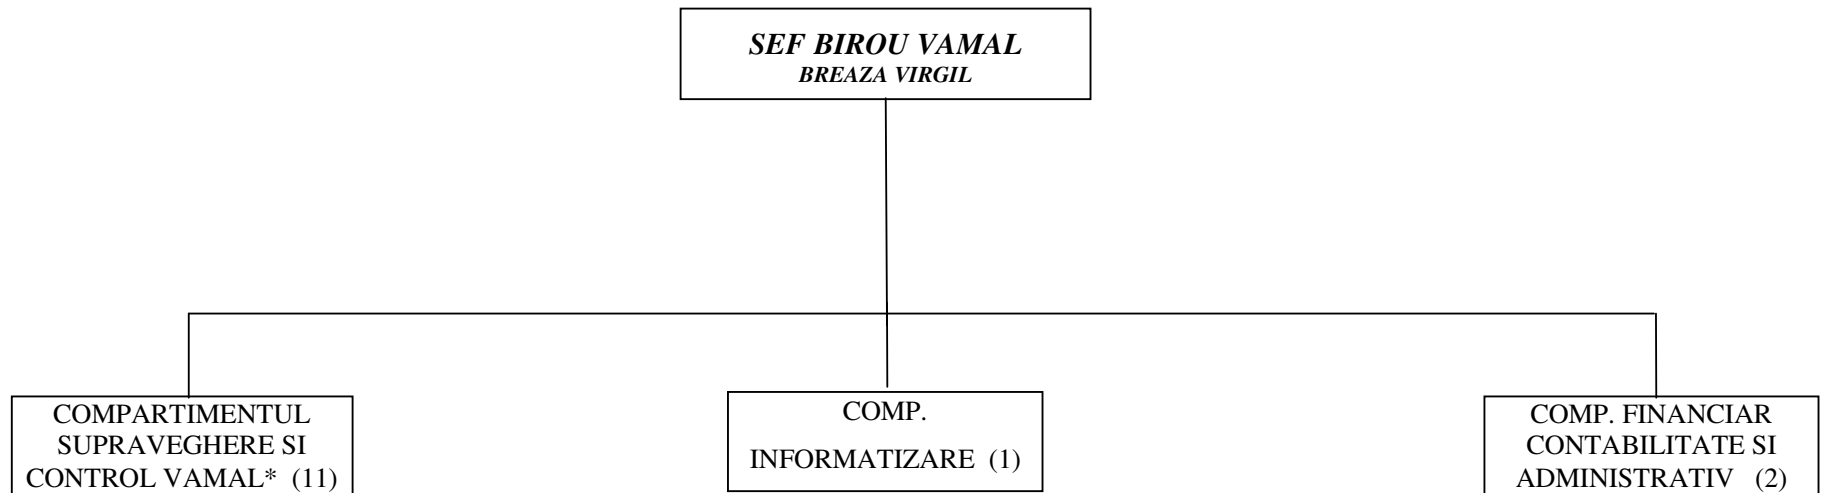 SEF BIROU VAMAL
BREAZA VIRGIL
COMPARTIMENTUL
SUPRAVEGHERE SI
CONTROL VAMAL* (11)
COMP.
INFORMATIZARE (1)
COMP. FINANCIAR
CONTABILITATE SI
ADMINISTRATIV (2)